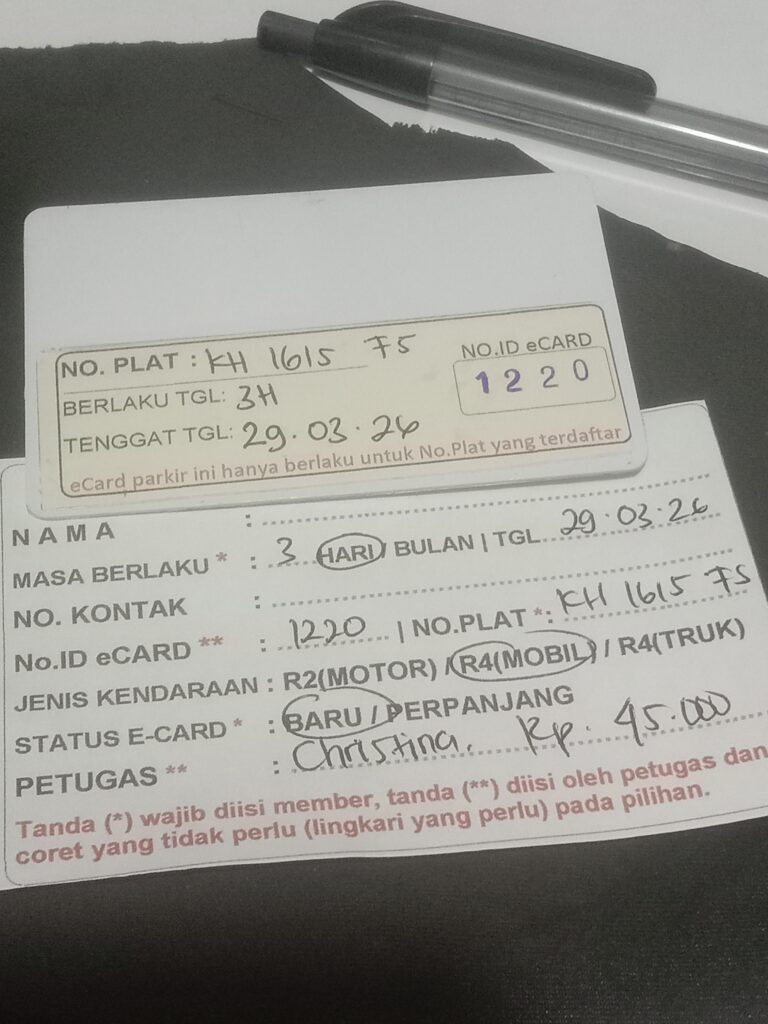 NO. PLAT : KH 1615 FS
NO.ID eCARD
1220
BERLAKU TGL: 3H
TENGGAT TGL: 29.03.26
eCard parkir ini hanya berlaku untuk No.Plat yang terdaftar
NAMA :
MASA BERLAKU * : 3 HARI / BULAN | TGL 29.03.26
NO. KONTAK :
No.ID eCARD ** : 1220 | NO.PLAT *: KH 1615 FS
JENIS KENDARAAN : R2(MOTOR) / R4(MOBIL) / R4(TRUK)
STATUS E-CARD * : BARU / PERPANJANG
PETUGAS ** : Christina. Rp. 45.000
Tanda (*) wajib diisi member, tanda (**) diisi oleh petugas dan
coret yang tidak perlu (lingkari yang perlu) pada pilihan.